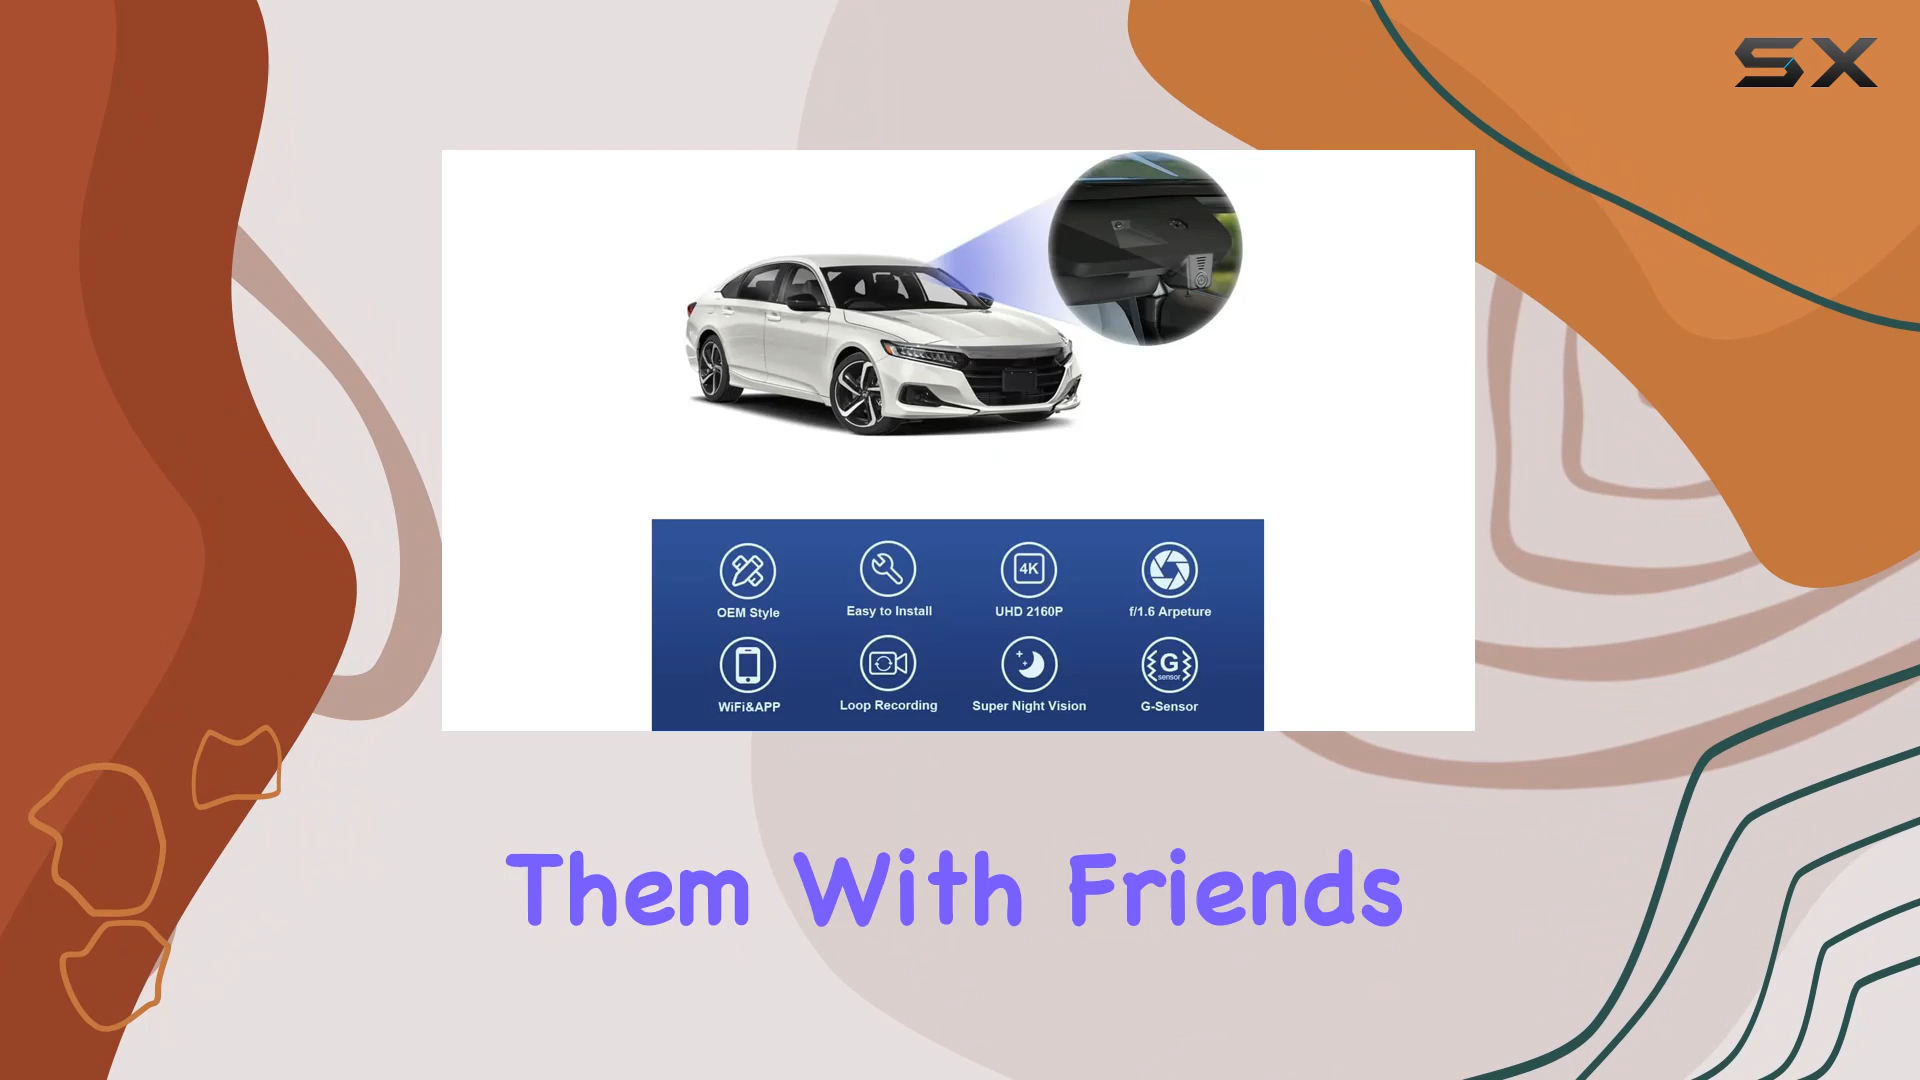 SX
4K
OEM Style
Easy to Install
UHD 2160P
f/1.6 Arpeture
G
sensor
WiFi&APP
Loop Recording
Super Night Vision
G-Sensor
Them With Friends